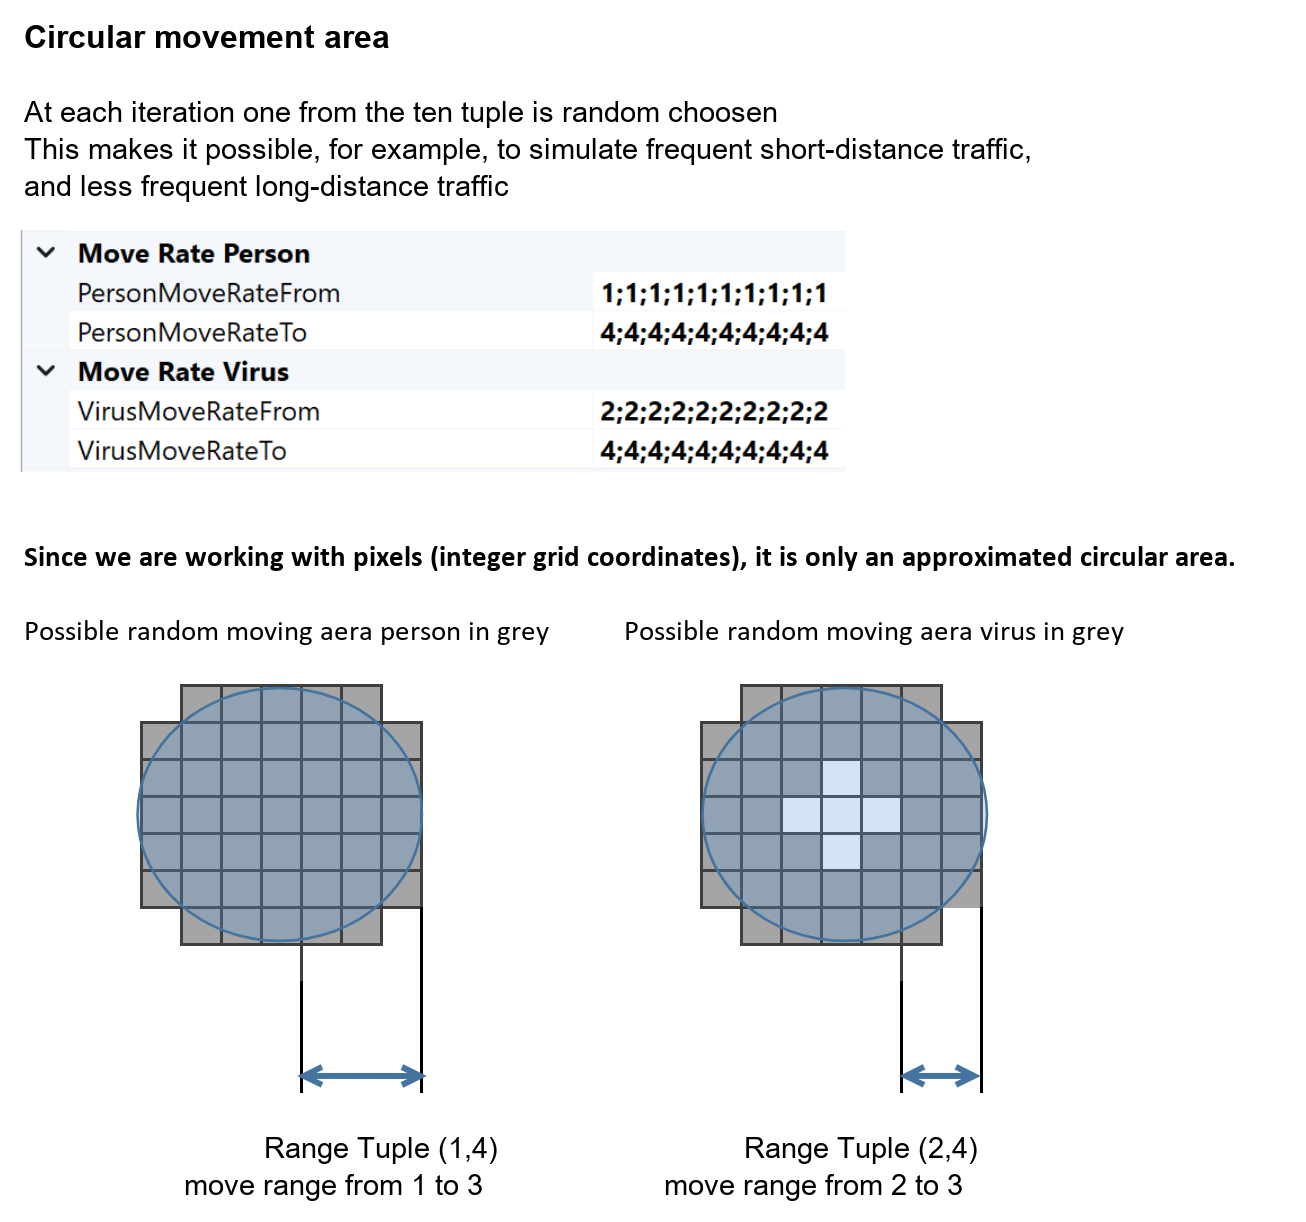 Circular movement area
At each iteration one from the ten tuple is random choosen
This makes it possible, for example, to simulate frequent short-distance traffic,
and less frequent long-distance traffic
Move Rate Person
PersonMoveRateFrom 1;1;1;1;1;1;1;1;1;1
PersonMoveRateTo 4;4;4;4;4;4;4;4;4;4
Move Rate Virus
VirusMoveRateFrom 2;2;2;2;2;2;2;2;2;2
VirusMoveRateTo 4;4;4;4;4;4;4;4;4;4
Since we are working with pixels (integer grid coordinates), it is only an approximated circular area.
Possible random moving aera person in grey
Possible random moving aera virus in grey
Range Tuple (1,4)
move range from 1 to 3
Range Tuple (2,4)
move range from 2 to 3